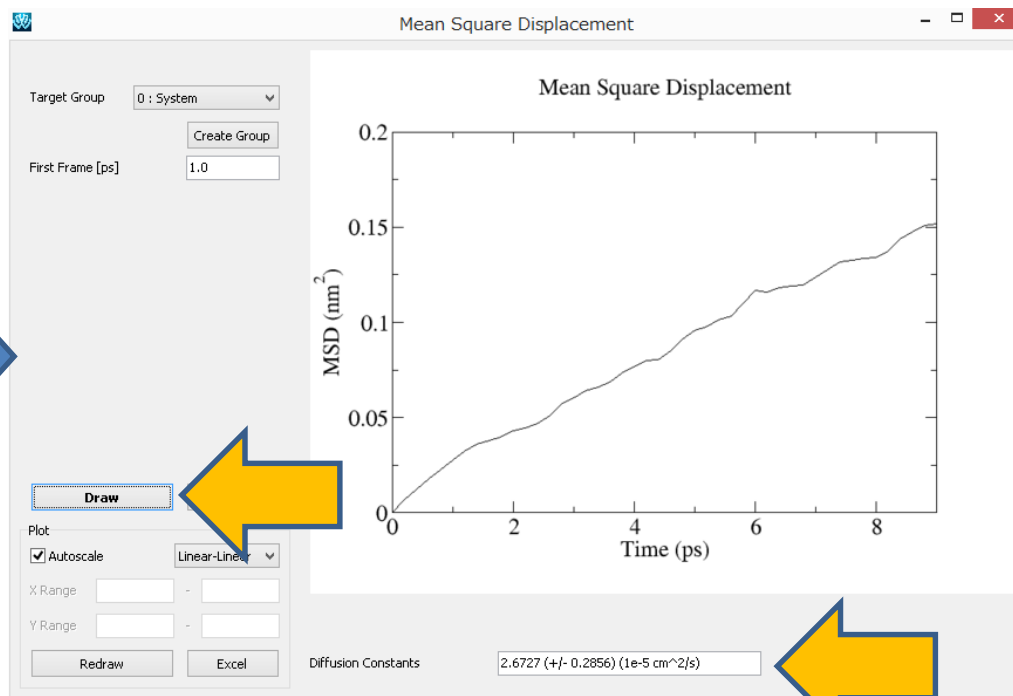 Mean Square Displacement
Target Group 0 : System
Create Group
First Frame [ps] 1.0
Draw
Plot
Autoscale Linear-Linear
X Range -
Y Range -
Redraw Excel
Mean Square Displacement
0.2
0.15
0.1
0.05
0
MSD (nm²)
0 2 4 6 8
Time (ps)
Diffusion Constants 2.6727 (+/- 0.2856) (1e-5 cm^2/s)